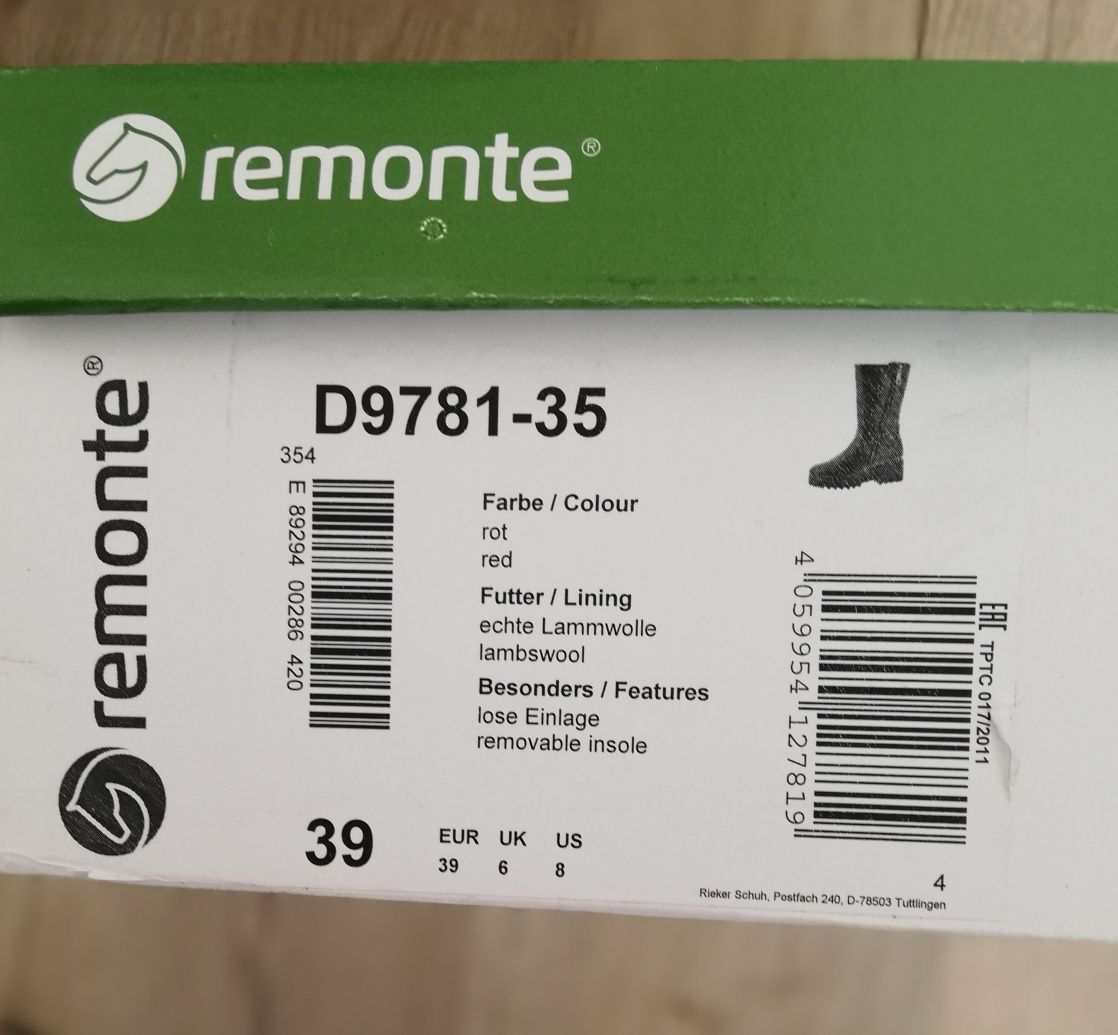 remonte®
remonte®
D9781-35
354
E 89294 00286 420
Farbe / Colour
rot
red
Futter / Lining
echte Lammwolle
lambswool
Besonders / Features
lose Einlage
removable insole
4 059954 127819
EAC TPTC 017/2011
39
EUR UK US
39 6 8
4
Rieker Schuh, Postfach 240, D-78503 Tuttlingen